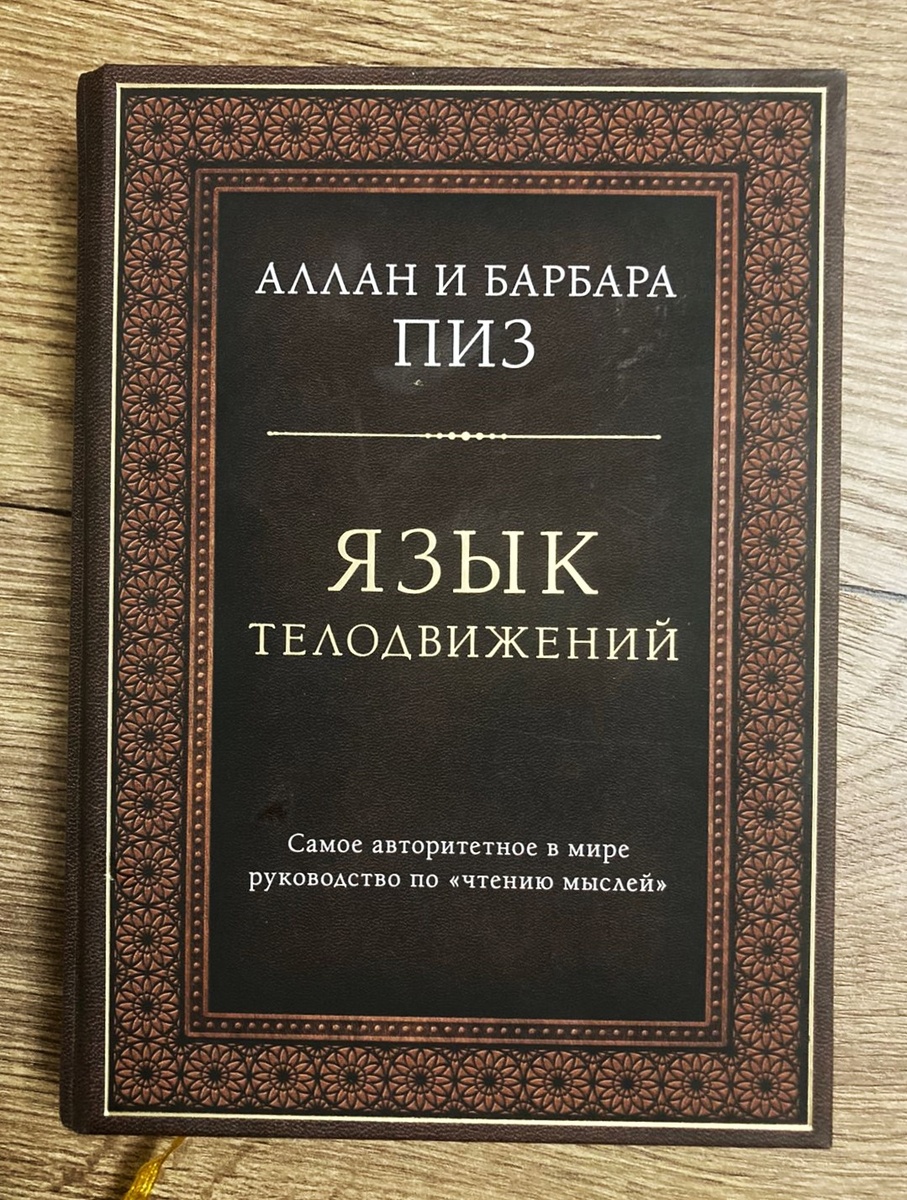 АЛЛАН И БАРБАРА
ПИЗ
ЯЗЫК
ТЕЛОДВИЖЕНИЙ
Самое авторитетное в мире
руководство по «чтению мыслей»